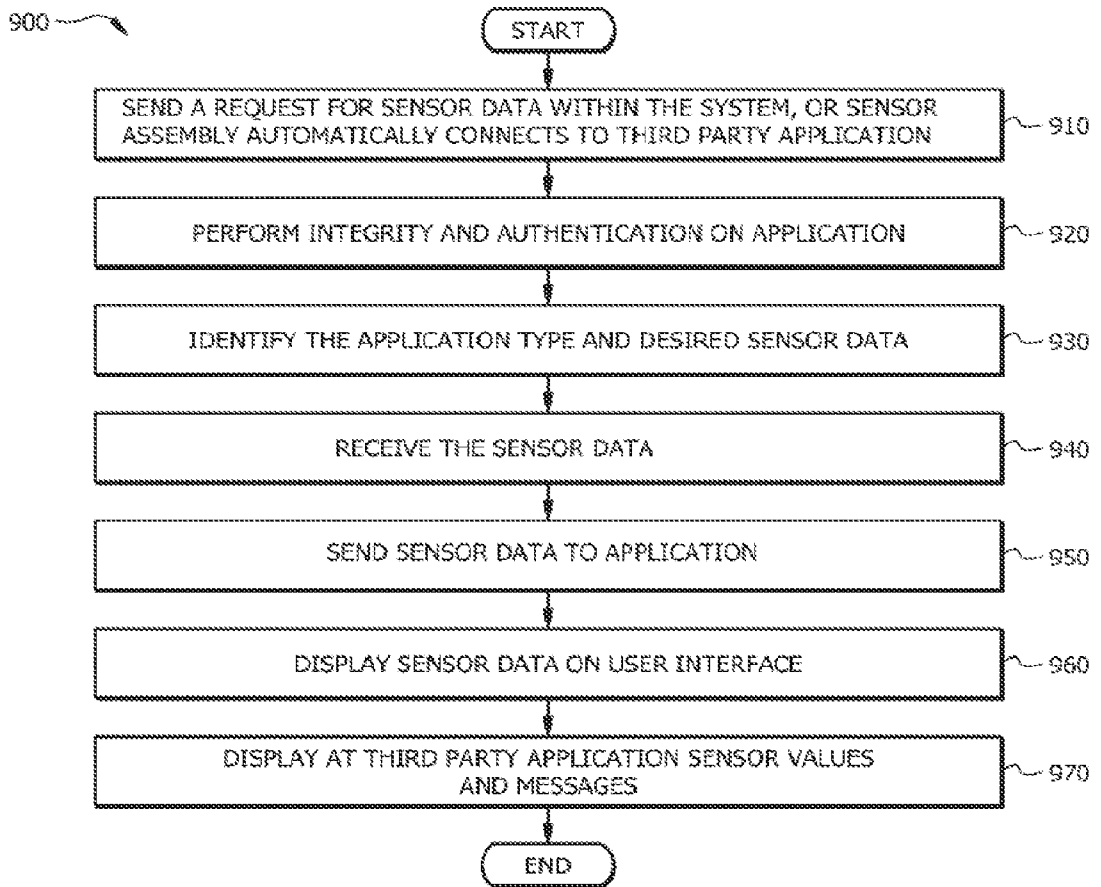 900
START
SEND A REQUEST FOR SENSOR DATA WITHIN THE SYSTEM, OR SENSOR
ASSEMBLY AUTOMATICALLY CONNECTS TO THIRD PARTY APPLICATION
910
PERFORM INTEGRITY AND AUTHENTICATION ON APPLICATION
920
IDENTIFY THE APPLICATION TYPE AND DESIRED SENSOR DATA
930
RECEIVE THE SENSOR DATA
940
SEND SENSOR DATA TO APPLICATION
950
DISPLAY SENSOR DATA ON USER INTERFACE
960
DISPLAY AT THIRD PARTY APPLICATION SENSOR VALUES
AND MESSAGES
970
END